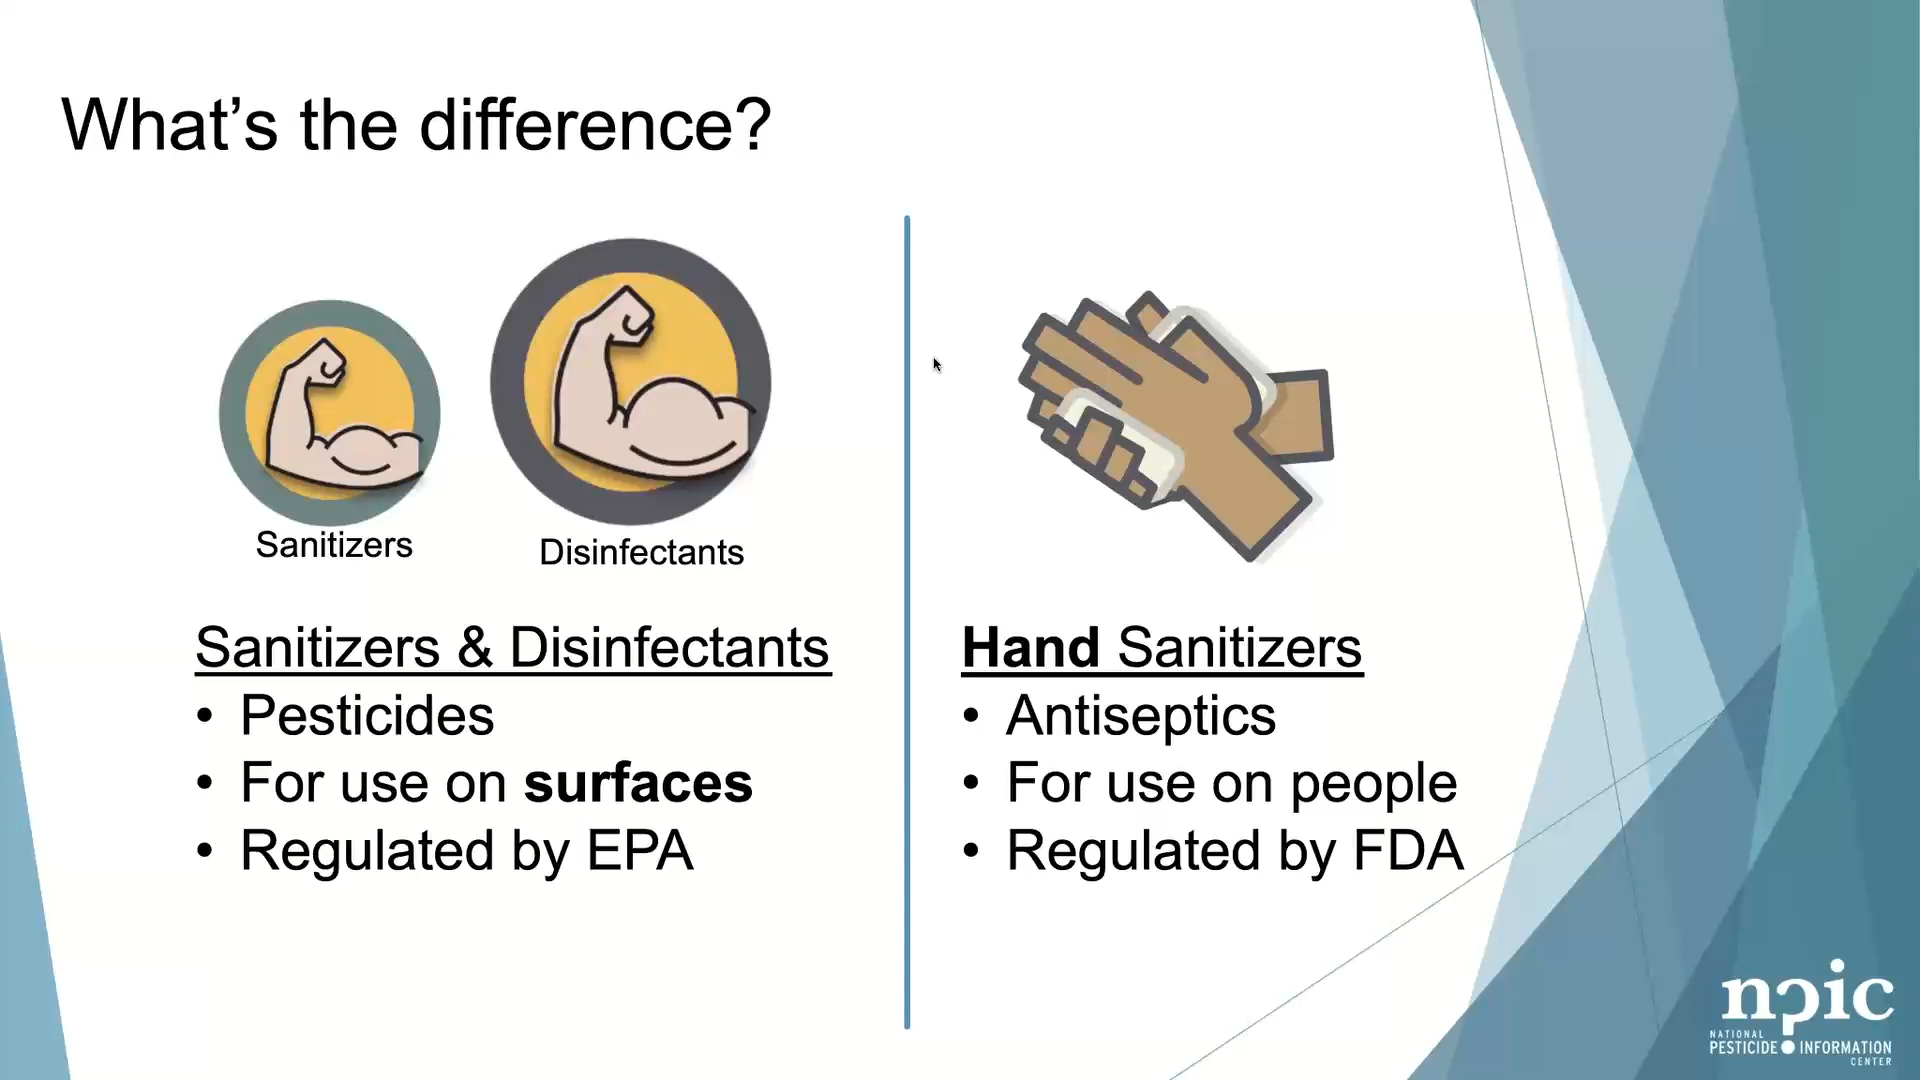 What’s the difference?
Sanitizers
Disinfectants
Sanitizers & Disinfectants
• Pesticides
• For use on surfaces
• Regulated by EPA
Hand Sanitizers
• Antiseptics
• For use on people
• Regulated by FDA
npic
NATIONAL
PESTICIDE INFORMATION
CENTER